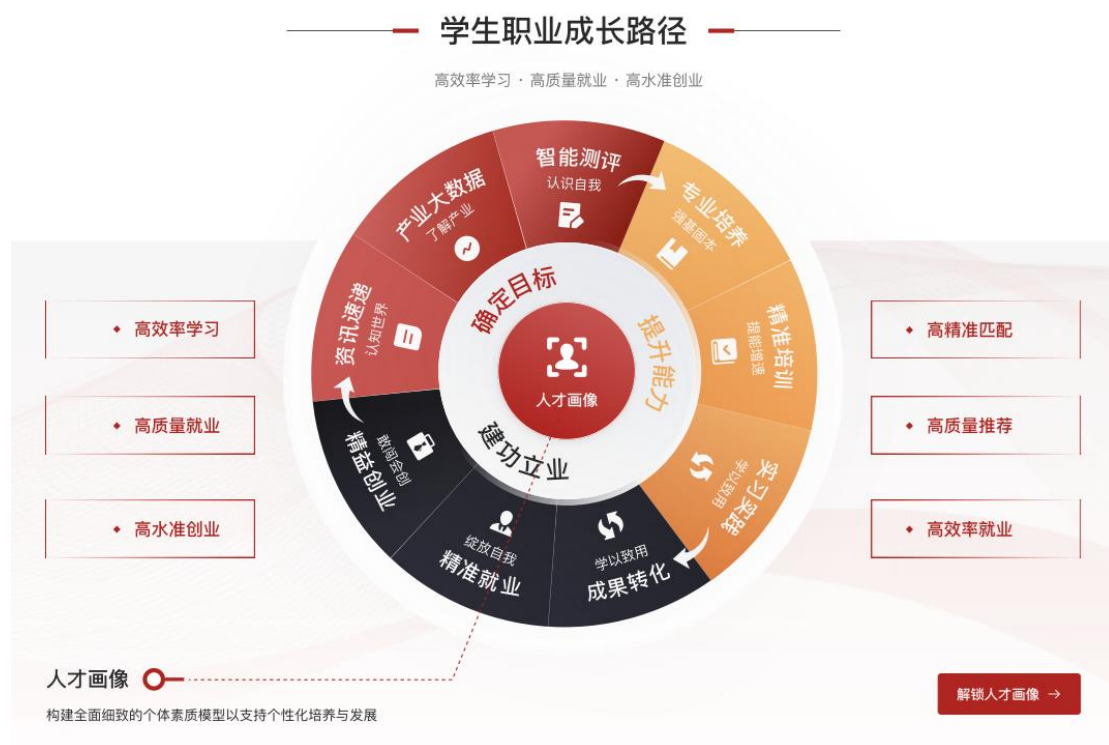 学生职业成长路径
高效率学习 · 高质量就业 · 高水准创业
智能测评
认识自我
专业培养
强基固本
精准培训
提能增速
实习实践
学以致用
成果转化
学以致用
精准就业
绽放自我
精益创业
敢闯会创
资讯速递
认知世界
产业大数据
了解产业
确定目标
提升能力
建功立业
人才画像
高效率学习
高质量就业
高水准创业
高精准匹配
高质量推荐
高效率就业
人才画像
构建全面细致的个体素质模型以支持个性化培养与发展
解锁人才画像 →